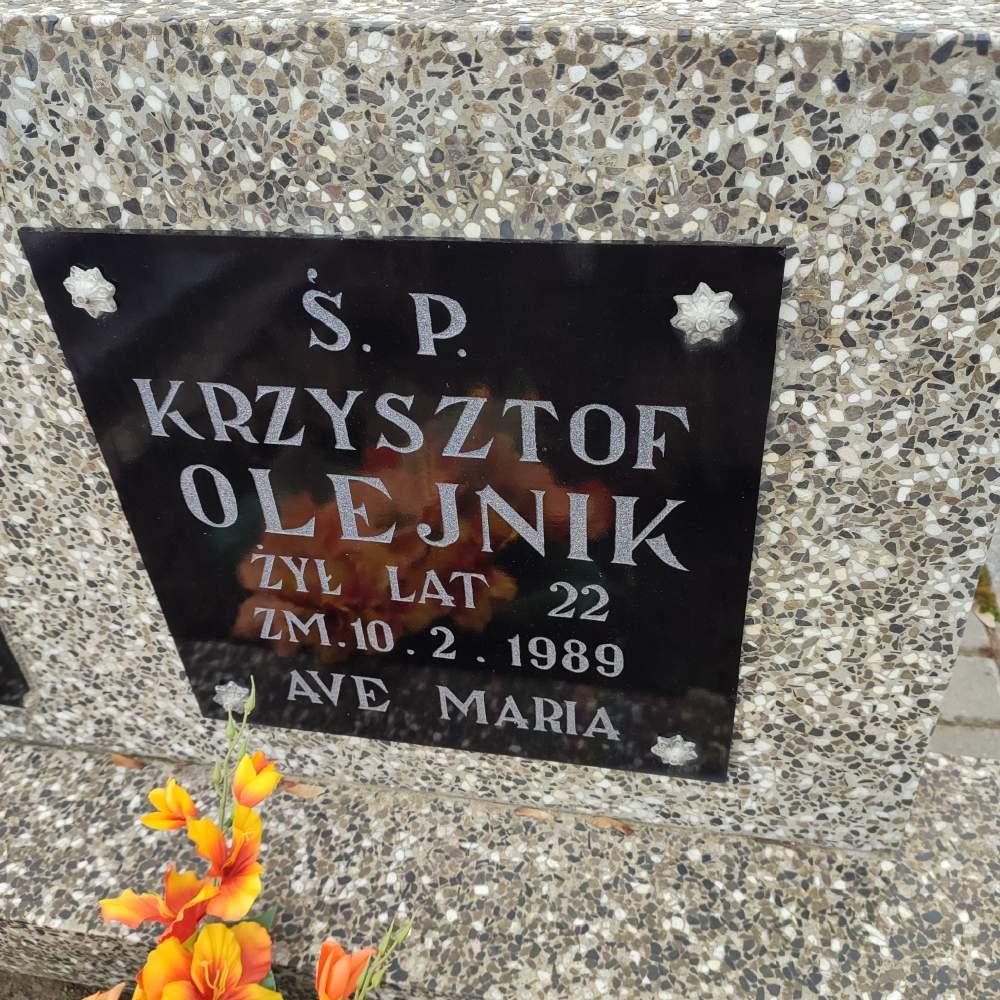 Ś. P.
KRZYSZTOF
OLEJNIK
ŻYŁ LAT 22
ZM. 10. 2. 1989
AVE MARIA